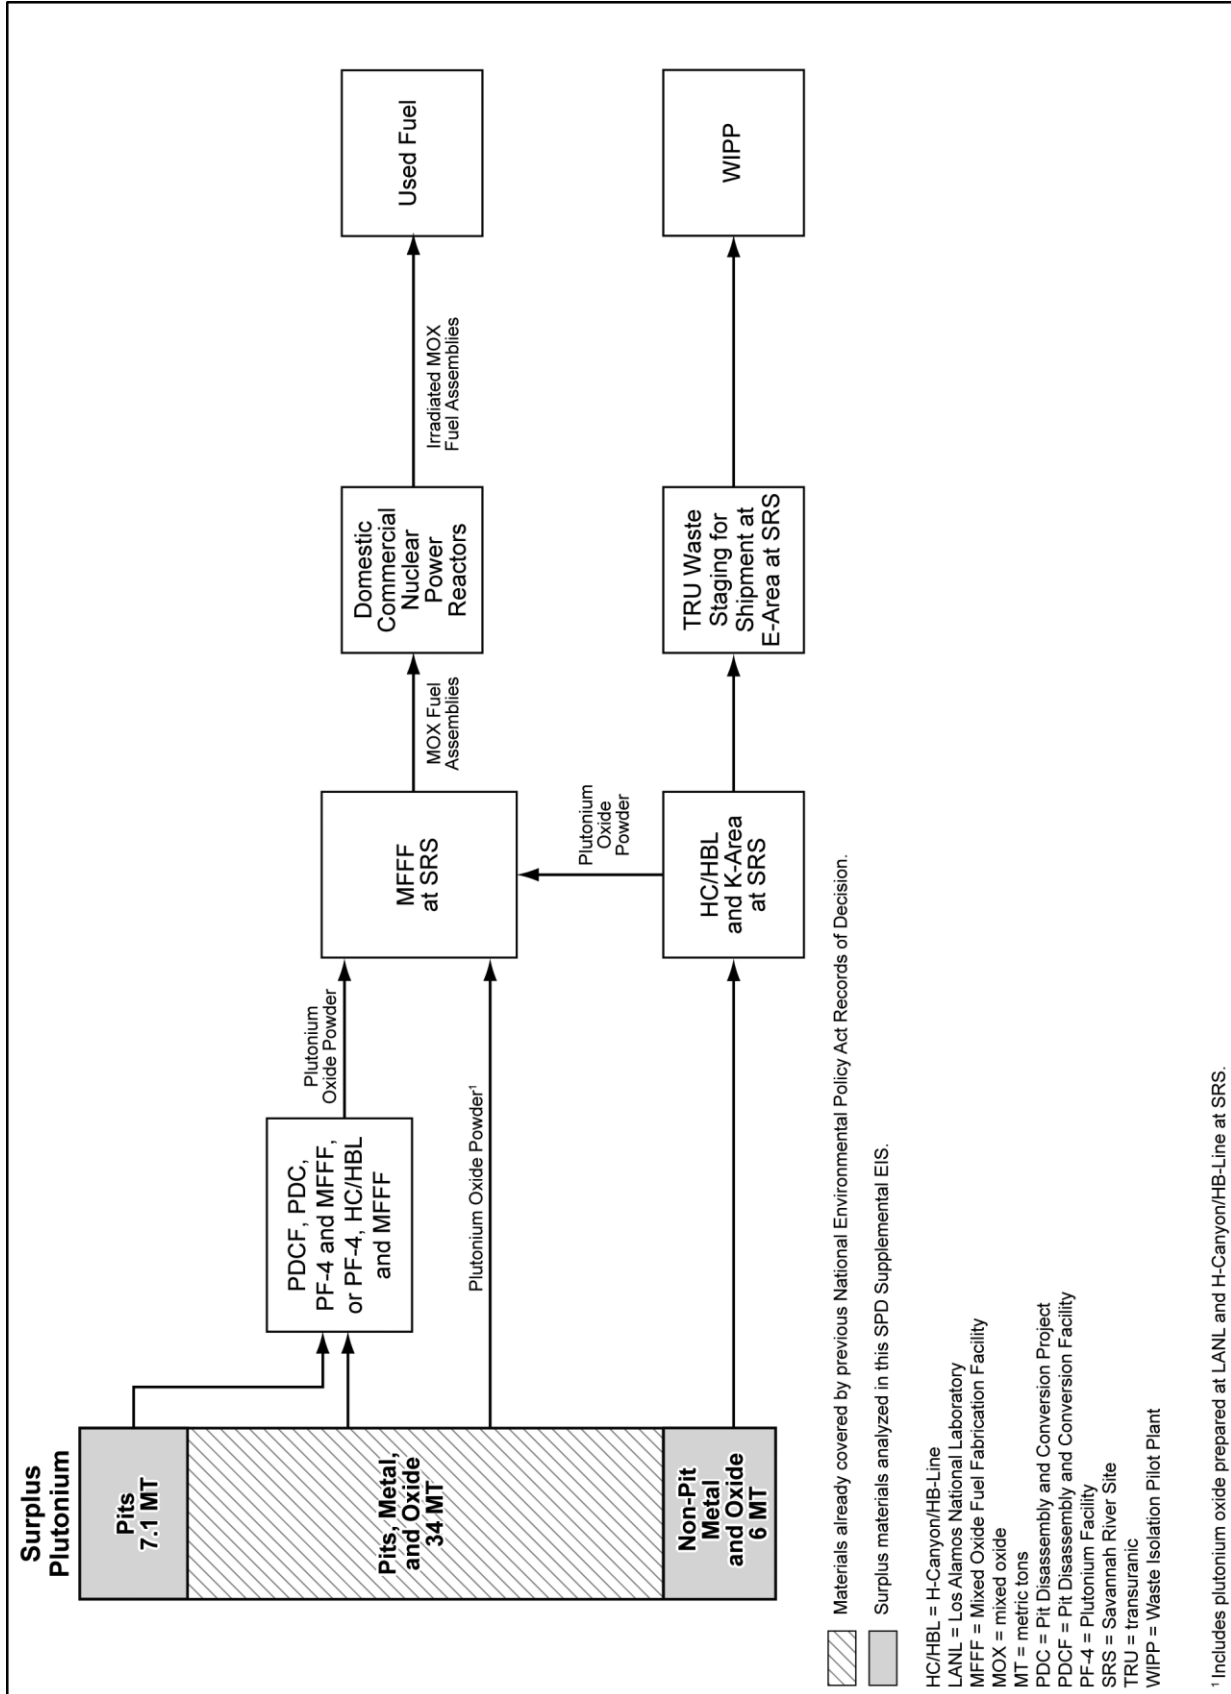 Surplus
Plutonium
Pits
7.1 MT
Pits, Metal,
and Oxide
34 MT
Non-Pit
Metal
and Oxide
6 MT
PDCF, PDC,
PF-4 and MFFF,
or PF-4, HC/HBL
and MFFF
Plutonium
Oxide Powder
Plutonium Oxide Powder¹
MFFF
at SRS
Plutonium
Oxide
Powder
HC/HBL
and K-Area
at SRS
MOX Fuel
Assemblies
Domestic
Commercial
Nuclear
Power
Reactors
TRU Waste
Staging for
Shipment at
E-Area at SRS
Irradiated MOX
Fuel Assemblies
Used Fuel
WIPP
Materials already covered by previous National Environmental Policy Act Records of Decision.
Surplus materials analyzed in this SPD Supplemental EIS.
HC/HBL = H-Canyon/HB-Line
LANL = Los Alamos National Laboratory
MFFF = Mixed Oxide Fuel Fabrication Facility
MOX = mixed oxide
MT = metric tons
PDC = Pit Disassembly and Conversion Project
PDCF = Pit Disassembly and Conversion Facility
PF-4 = Plutonium Facility
SRS = Savannah River Site
TRU = transuranic
WIPP = Waste Isolation Pilot Plant
¹ Includes plutonium oxide prepared at LANL and H-Canyon/HB-Line at SRS.